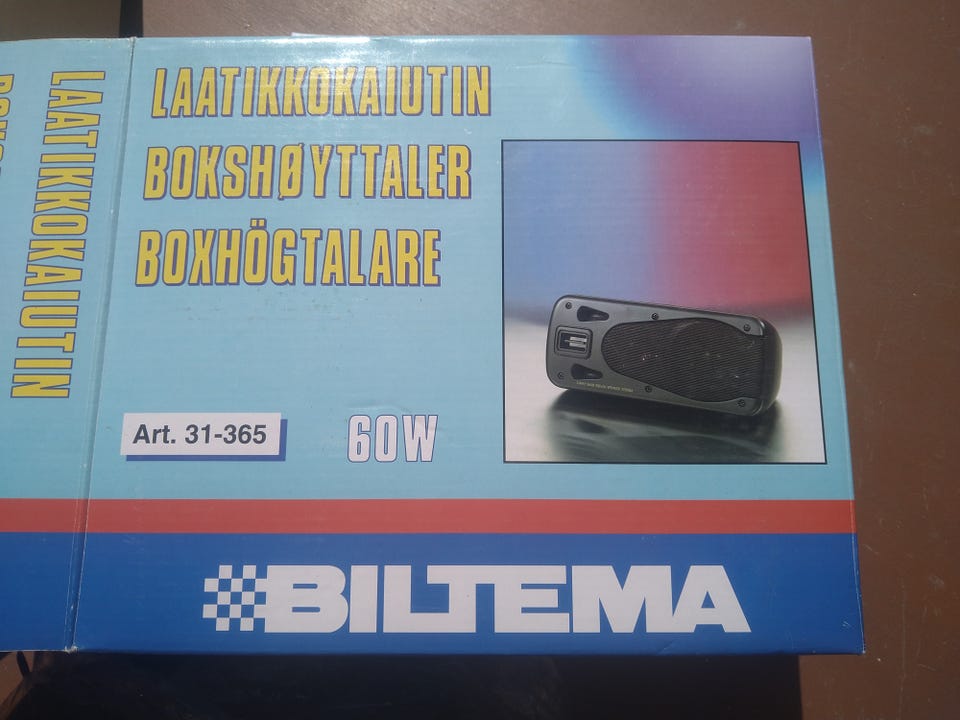 LAATIKKOKAIUTIN
BOKSHØYTTALER
BOXHÖGTALARE
Art. 31-365
60W
BILTEMA
LAATIKKOKAIUTIN